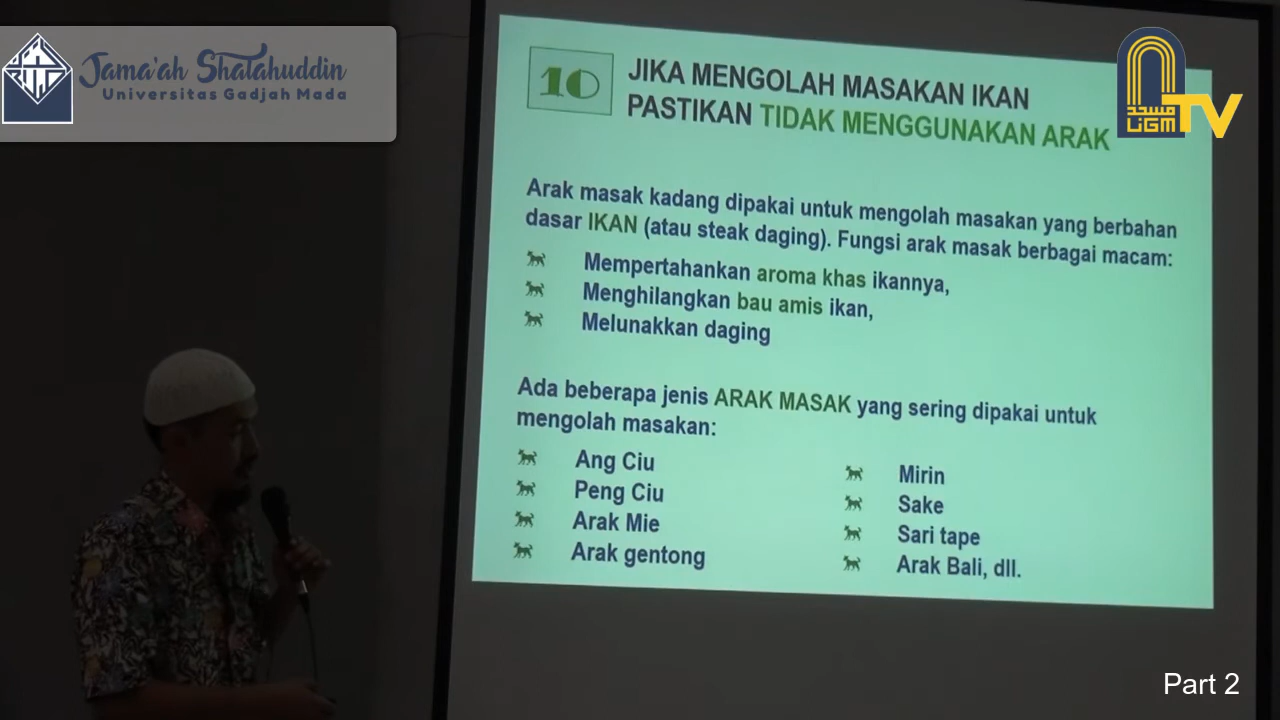 Jama'ah Shalahuddin
Universitas Gadjah Mada
10
JIKA MENGOLAH MASAKAN IKAN
PASTIKAN TIDAK MENGGUNAKAN ARAK
مسجد
UGM
TV
Arak masak kadang dipakai untuk mengolah masakan yang berbahan
dasar IKAN (atau steak daging). Fungsi arak masak berbagai macam:
Mempertahankan aroma khas ikannya,
Menghilangkan bau amis ikan,
Melunakkan daging
Ada beberapa jenis ARAK MASAK yang sering dipakai untuk
mengolah masakan:
Ang Ciu
Peng Ciu
Arak Mie
Arak gentong
Mirin
Sake
Sari tape
Arak Bali, dll.
Part 2